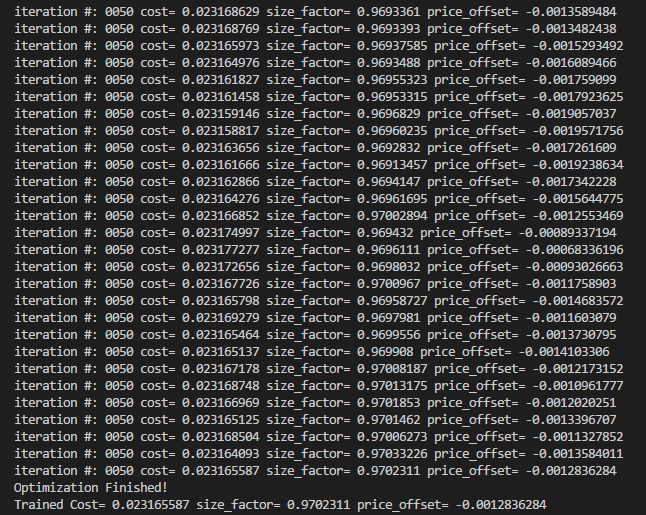 iteration #: 0050 cost= 0.023168629 size_factor= 0.9693361 price_offset= -0.0013589484
iteration #: 0050 cost= 0.023168769 size_factor= 0.9693393 price_offset= -0.0013482438
iteration #: 0050 cost= 0.023165973 size_factor= 0.96937585 price_offset= -0.0015293492
iteration #: 0050 cost= 0.023164976 size_factor= 0.9693488 price_offset= -0.0016089466
iteration #: 0050 cost= 0.023161827 size_factor= 0.96955323 price_offset= -0.001759099
iteration #: 0050 cost= 0.023161458 size_factor= 0.96953315 price_offset= -0.0017923625
iteration #: 0050 cost= 0.023159146 size_factor= 0.9696829 price_offset= -0.0019057037
iteration #: 0050 cost= 0.023158817 size_factor= 0.96960235 price_offset= -0.0019571756
iteration #: 0050 cost= 0.023163656 size_factor= 0.9692832 price_offset= -0.0017261609
iteration #: 0050 cost= 0.023161666 size_factor= 0.96913457 price_offset= -0.0019238634
iteration #: 0050 cost= 0.023162866 size_factor= 0.9694147 price_offset= -0.0017342228
iteration #: 0050 cost= 0.023164276 size_factor= 0.96961695 price_offset= -0.0015644775
iteration #: 0050 cost= 0.023166852 size_factor= 0.97002894 price_offset= -0.0012553469
iteration #: 0050 cost= 0.023174997 size_factor= 0.969432 price_offset= -0.00089337194
iteration #: 0050 cost= 0.023177277 size_factor= 0.9696111 price_offset= -0.00068336196
iteration #: 0050 cost= 0.023172656 size_factor= 0.9698032 price_offset= -0.00093026663
iteration #: 0050 cost= 0.023167726 size_factor= 0.9700967 price_offset= -0.0011758903
iteration #: 0050 cost= 0.023165798 size_factor= 0.96958727 price_offset= -0.0014683572
iteration #: 0050 cost= 0.023169279 size_factor= 0.9697981 price_offset= -0.0011603079
iteration #: 0050 cost= 0.023165464 size_factor= 0.9699556 price_offset= -0.0013730795
iteration #: 0050 cost= 0.023165137 size_factor= 0.969908 price_offset= -0.0014103306
iteration #: 0050 cost= 0.023167178 size_factor= 0.97008187 price_offset= -0.0012173152
iteration #: 0050 cost= 0.023168748 size_factor= 0.97013175 price_offset= -0.0010961777
iteration #: 0050 cost= 0.023166969 size_factor= 0.9701853 price_offset= -0.0012020251
iteration #: 0050 cost= 0.023165125 size_factor= 0.9701462 price_offset= -0.0013396707
iteration #: 0050 cost= 0.023168504 size_factor= 0.97006273 price_offset= -0.0011327852
iteration #: 0050 cost= 0.023164093 size_factor= 0.97033226 price_offset= -0.0013584011
iteration #: 0050 cost= 0.023165587 size_factor= 0.9702311 price_offset= -0.0012836284
Optimization Finished!
Trained Cost= 0.023165587 size_factor= 0.9702311 price_offset= -0.0012836284